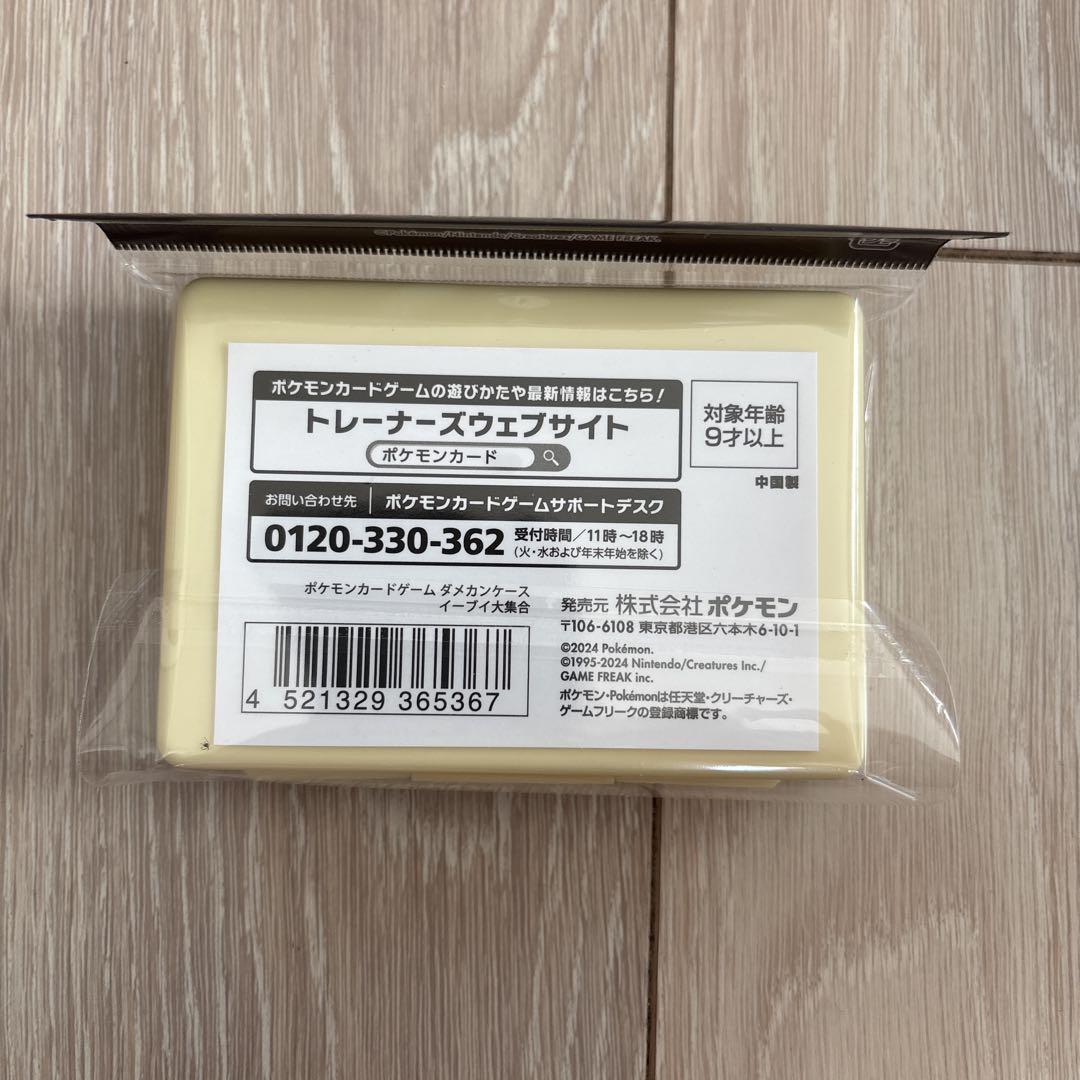 ©Pokémon/Nintendo/Creatures/GAME FREAK.
ポケモンカードゲームの遊びかたや最新情報はこちら!
トレーナーズウェブサイト
ポケモンカード
対象年齢
9才以上
中国製
お問い合わせ先 ポケモンカードゲームサポートデスク
0120-330-362 受付時間/11時~18時
(火・水および年末年始を除く)
ポケモンカードゲーム ダメカンケース
イーブイ大集合
4 521329 365367
発売元 株式会社 ポケモン
〒106-6108 東京都港区六本木6-10-1
©2024 Pokémon.
©1995-2024 Nintendo/Creatures Inc./
GAME FREAK inc.
ポケモン・Pokémonは任天堂・クリーチャーズ・
ゲームフリークの登録商標です。